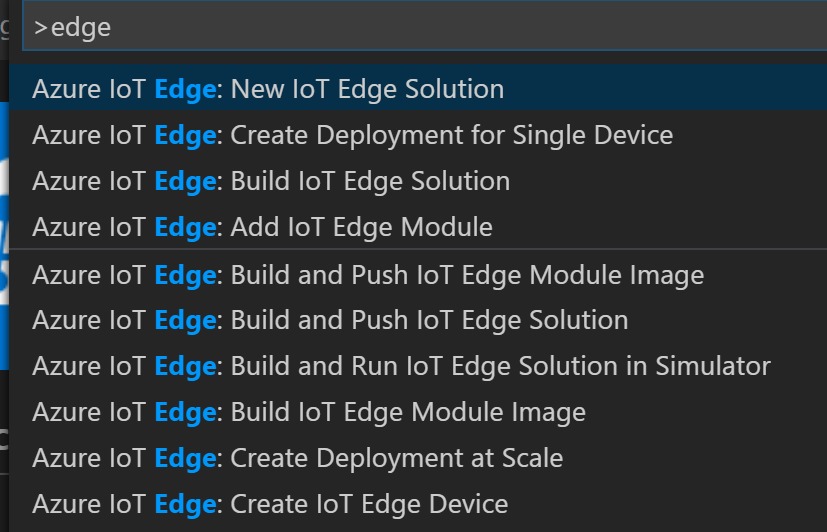 >edge
Azure IoT Edge: New IoT Edge Solution
Azure IoT Edge: Create Deployment for Single Device
Azure IoT Edge: Build IoT Edge Solution
Azure IoT Edge: Add IoT Edge Module
Azure IoT Edge: Build and Push IoT Edge Module Image
Azure IoT Edge: Build and Push IoT Edge Solution
Azure IoT Edge: Build and Run IoT Edge Solution in Simulator
Azure IoT Edge: Build IoT Edge Module Image
Azure IoT Edge: Create Deployment at Scale
Azure IoT Edge: Create IoT Edge Device